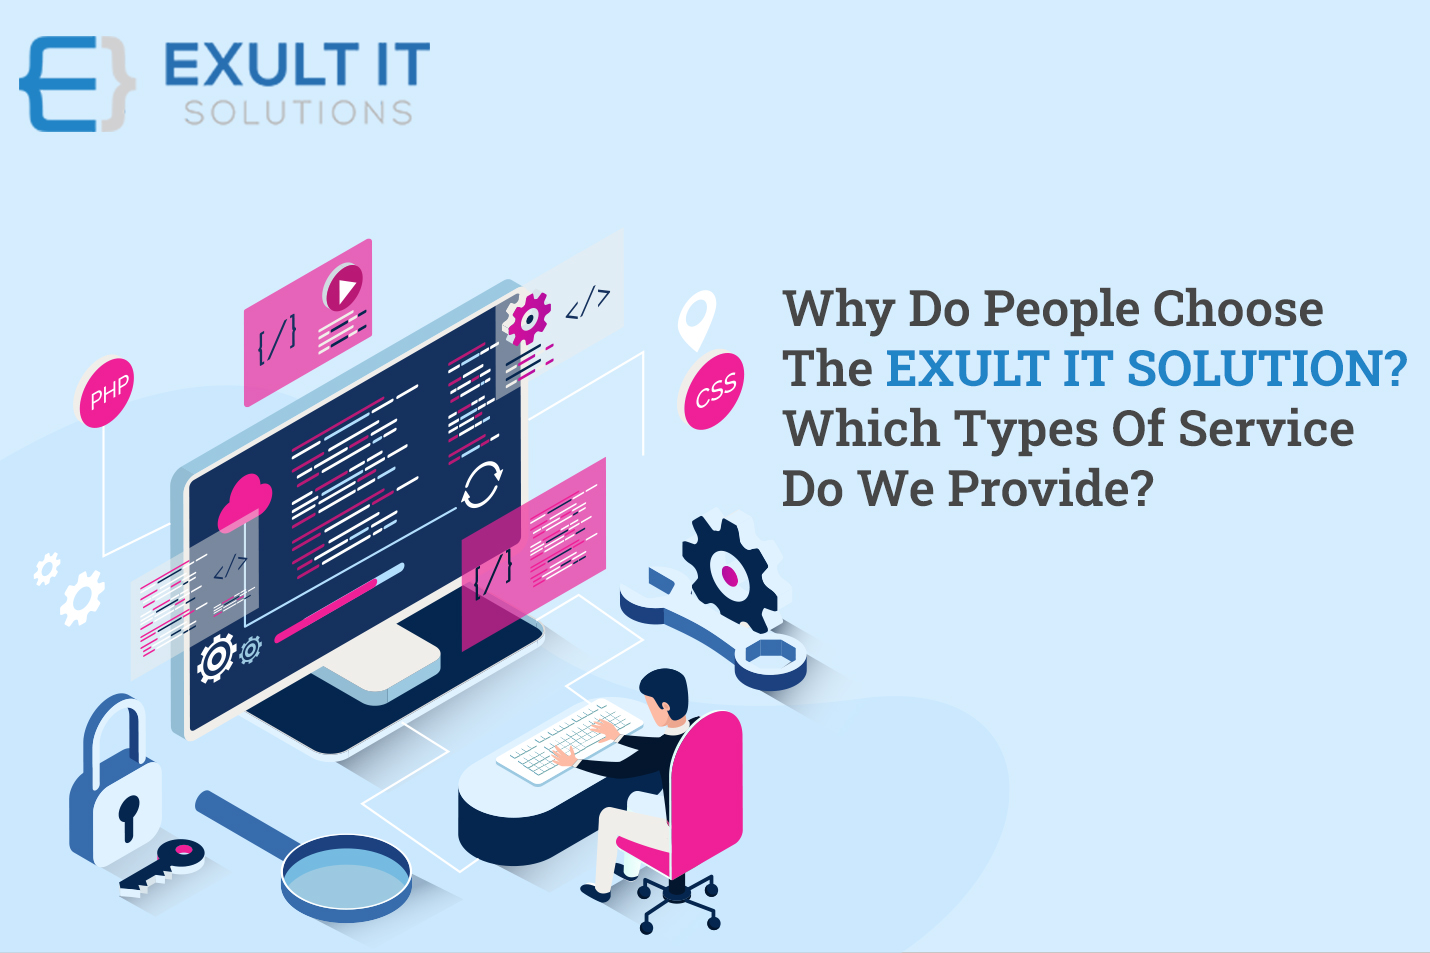 EXULT IT
SOLUTIONS
Why Do People Choose
The EXULT IT SOLUTION?
Which Types Of Service
Do We Provide?
{/}
</>
PHP
CSS
</>
{/}